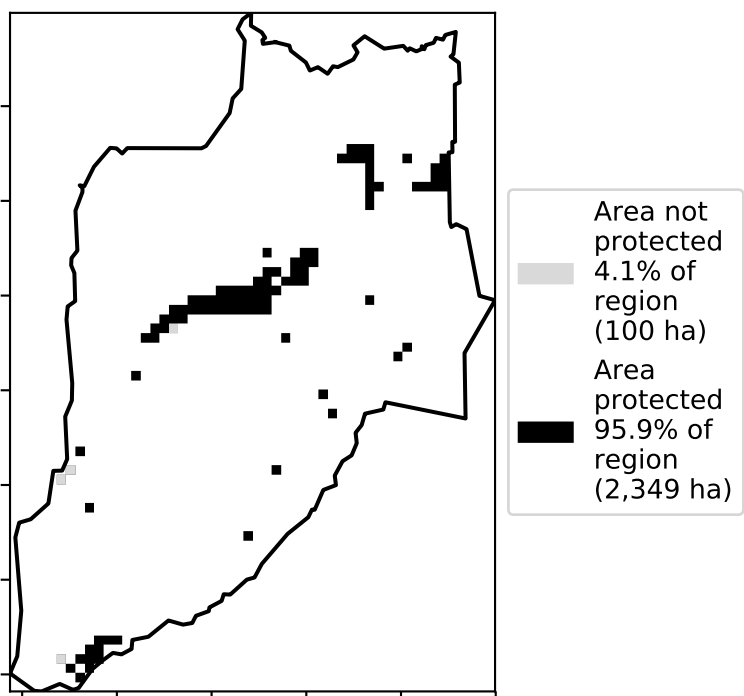 Area not
protected
4.1% of
region
(100 ha)
Area
protected
95.9% of
region
(2,349 ha)